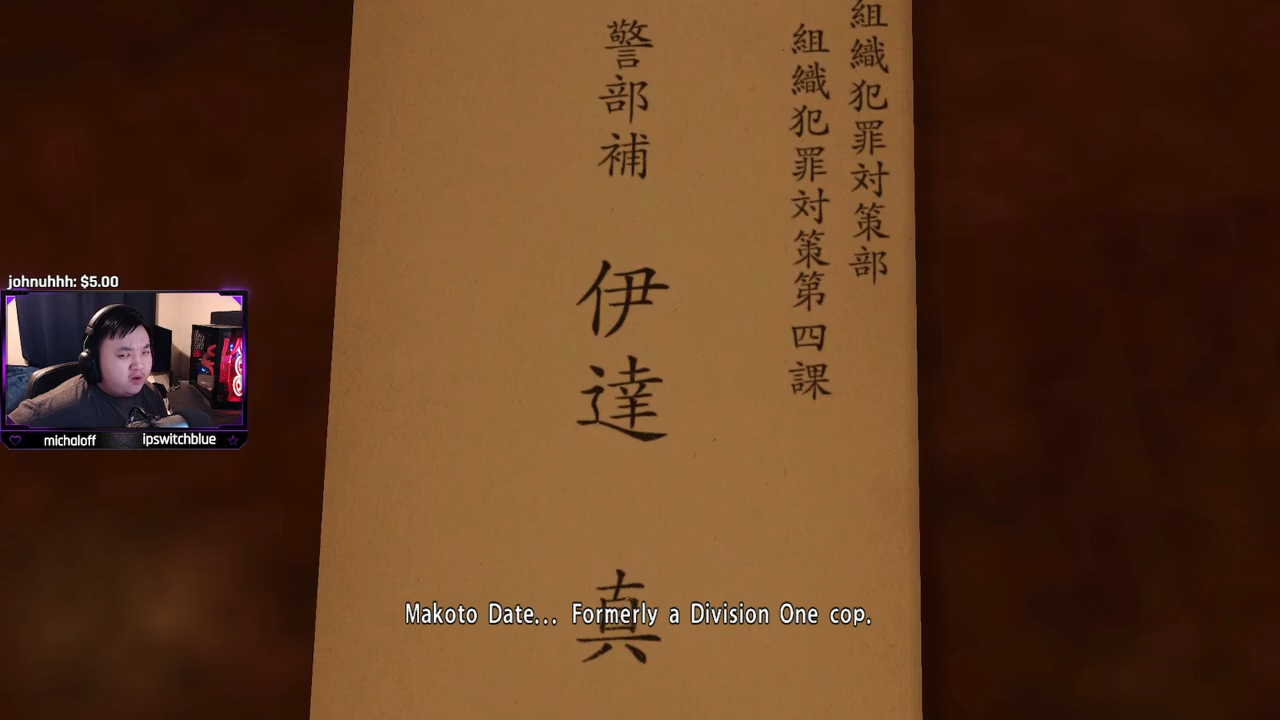 組織犯罪対策部
組織犯罪対策第四課
警部補
伊達 真
johnuhhh: $5.00
michaloff
ipswitchblue
Makoto Date... Formerly a Division One cop.